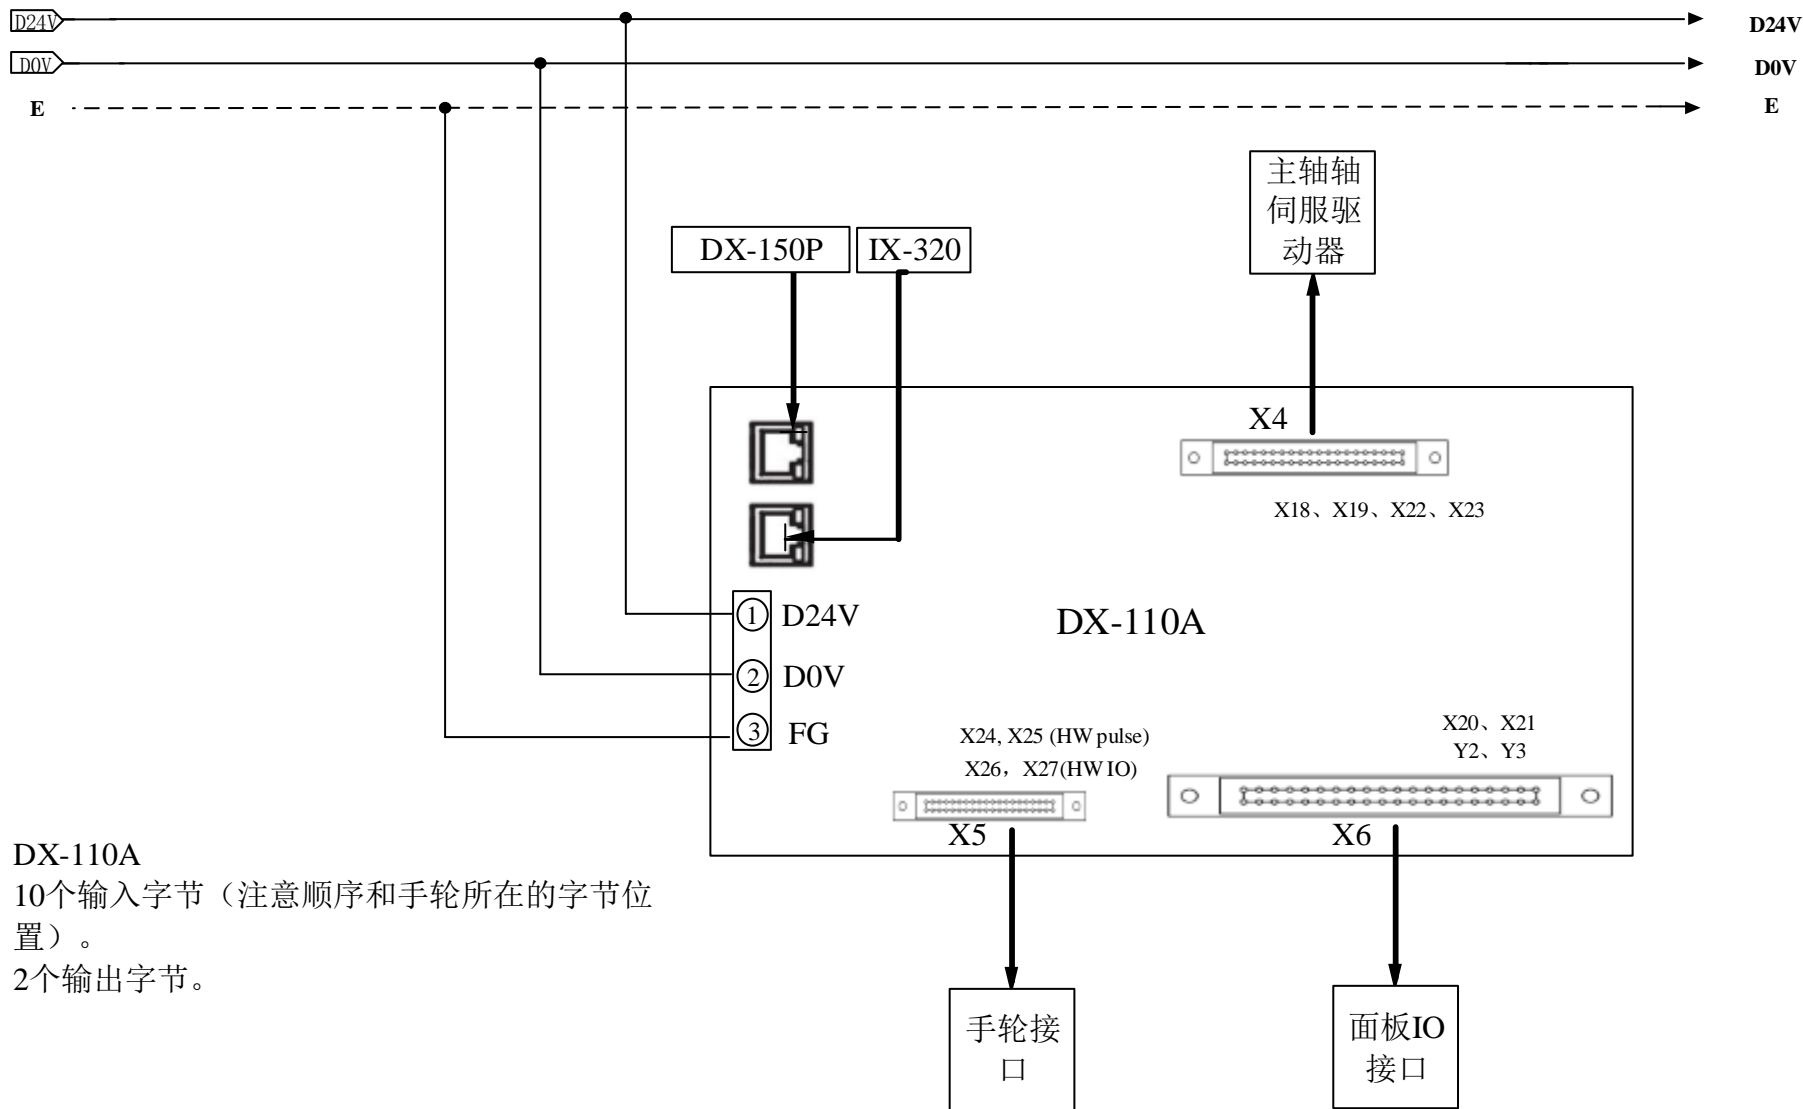 D24V
D24V
D0V
D0V
E
E
主轴轴
伺服驱
动器
DX-150P
IX-320
X4
X18、X19、X22、X23
① D24V
DX-110A
② D0V
③ FG
X24, X25 (HW pulse)
X26，X27(HW IO)
X20、X21
Y2、Y3
X5
X6
DX-110A
10个输入字节（注意顺序和手轮所在的字节位
置）。
2个输出字节。
手轮接
口
面板IO
接口